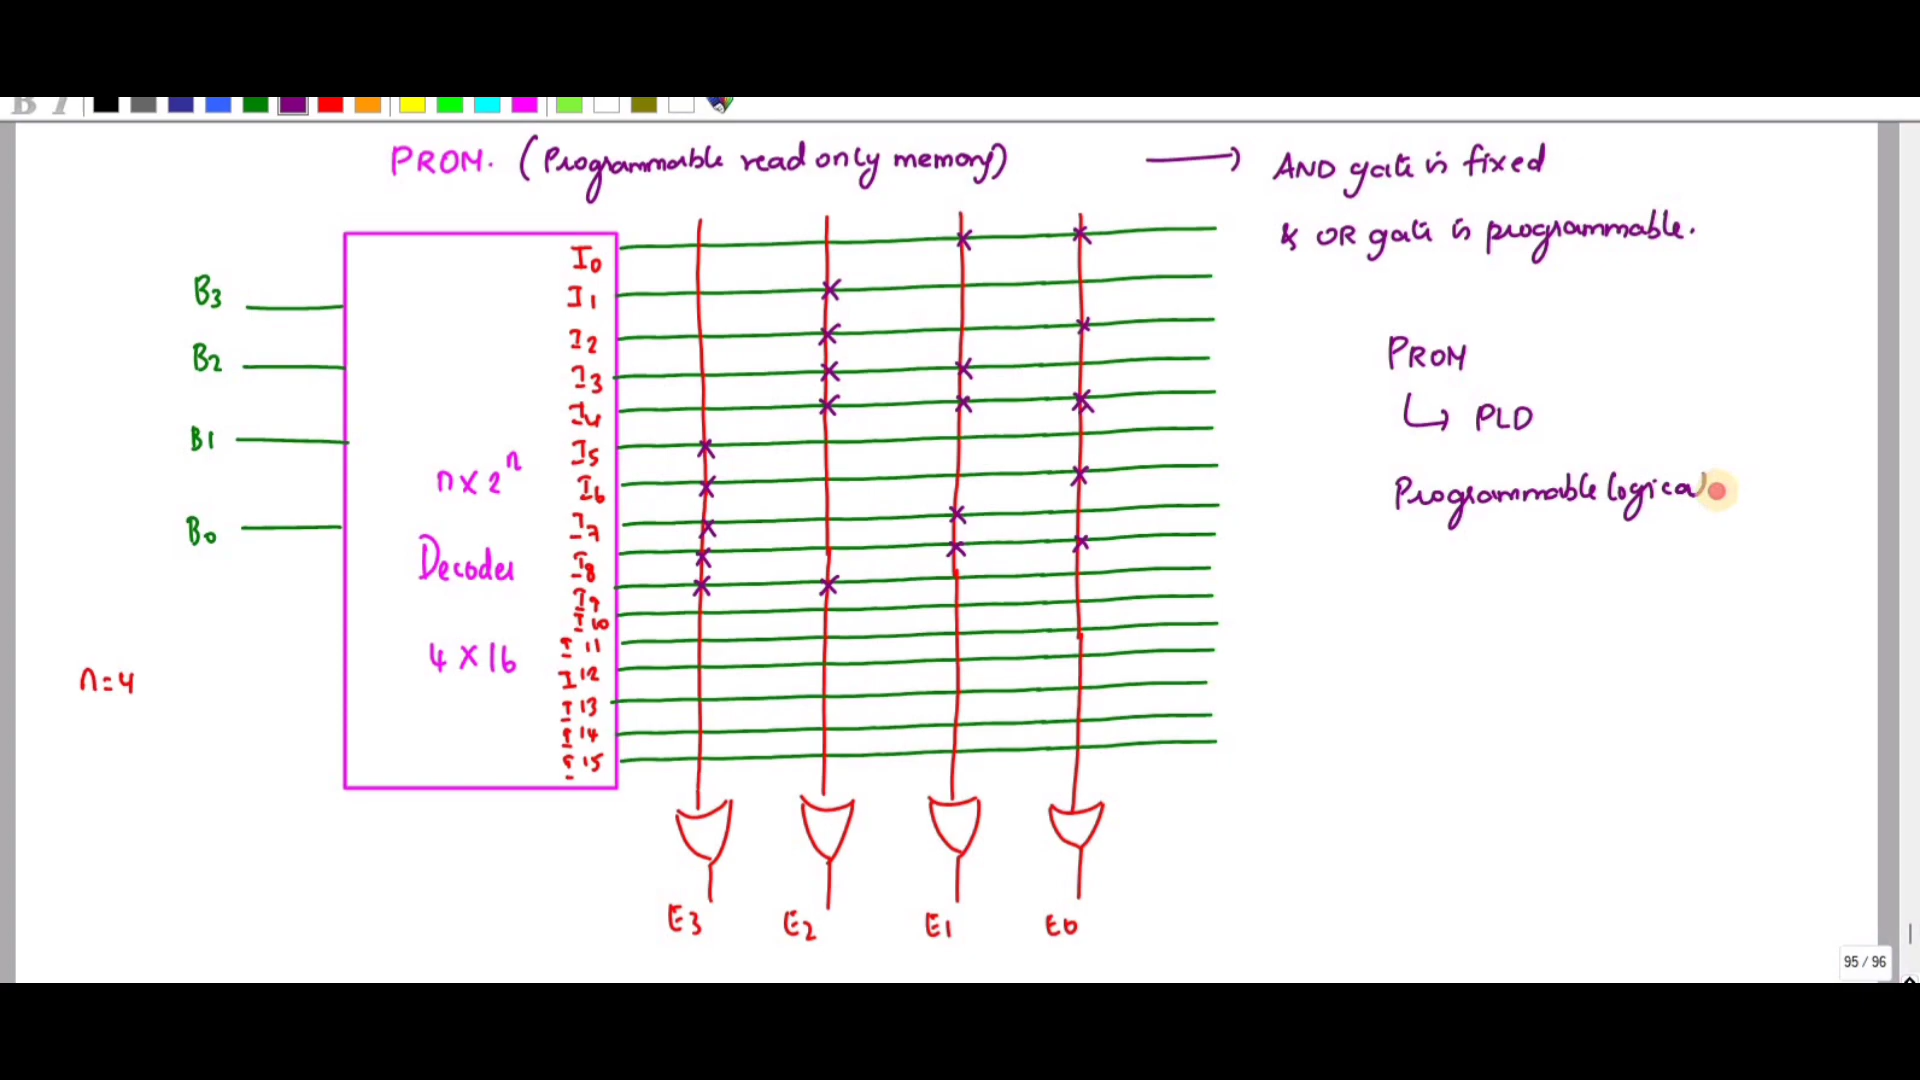 B I
PROM. (Programmable read only memory) → AND gate is fixed
& OR gate is programmable.
B3
B2
B1
B0
n=4
n×2ⁿ
Decoder
4×16
I0
I1
I2
I3
I4
I5
I6
I7
I8
I9
I10
I11
I12
I13
I14
I15
E3 E2 E1 E0
PROM
↳ PLD
Programmable logical
95 / 96